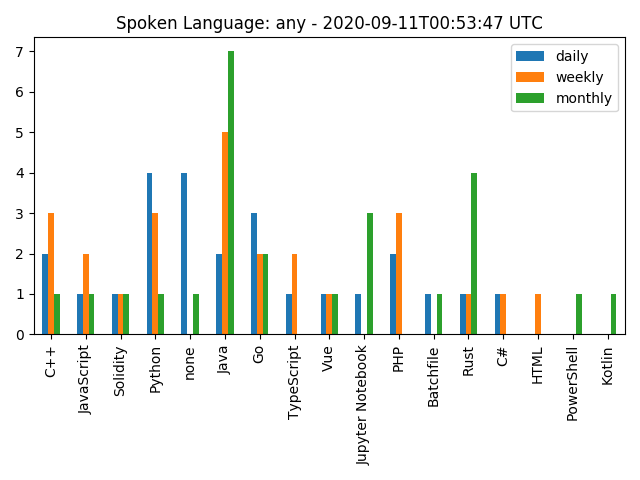 Spoken Language: any - 2020-09-11T00:53:47 UTC
daily
weekly
monthly
7
6
5
4
3
2
1
0
C++
JavaScript
Solidity
Python
none
Java
Go
TypeScript
Vue
Jupyter Notebook
PHP
Batchfile
Rust
C#
HTML
PowerShell
Kotlin